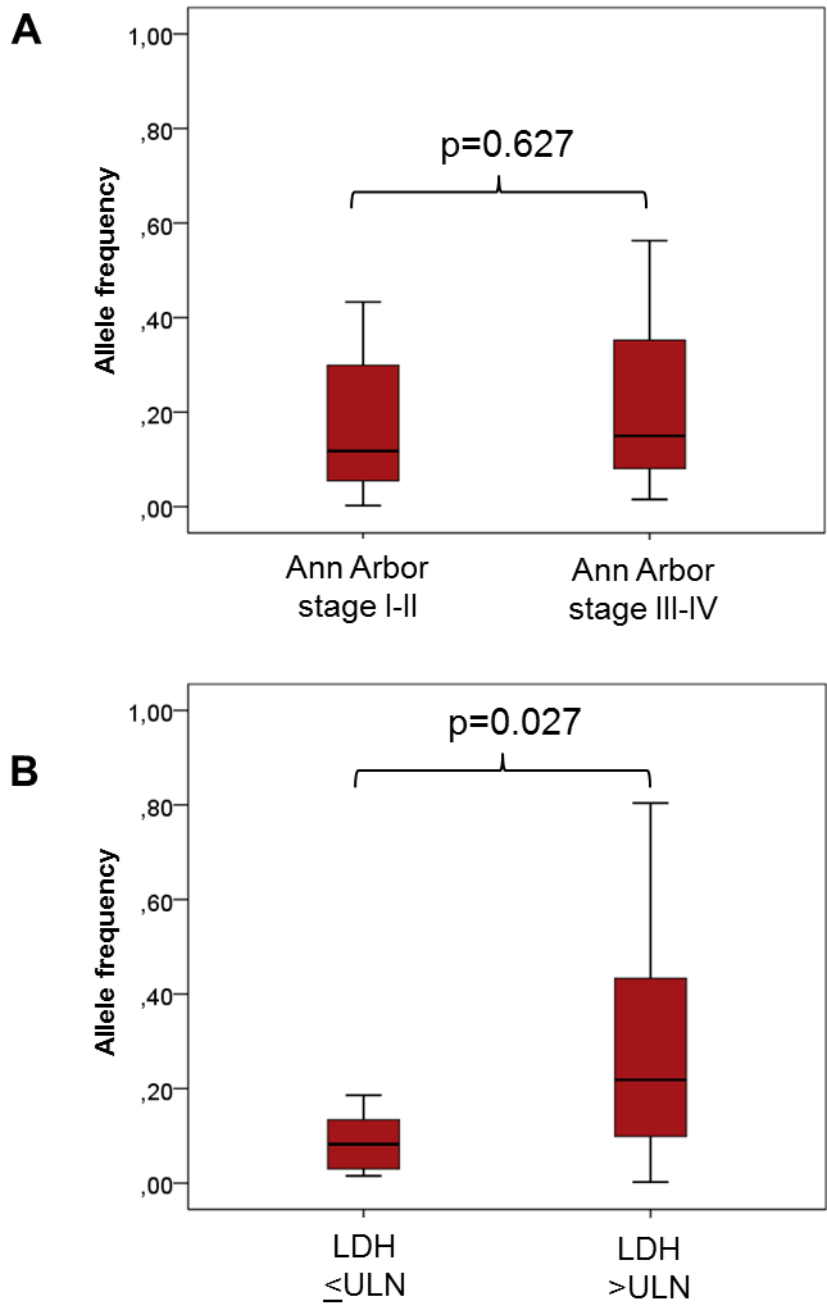 A
1,00
,80
,60
,40
,20
,00
Allele frequency
p=0.627
Ann Arbor
stage I-II
Ann Arbor
stage III-IV
B
1,00
,80
,60
,40
,20
,00
Allele frequency
p=0.027
LDH
≤ULN
LDH
>ULN